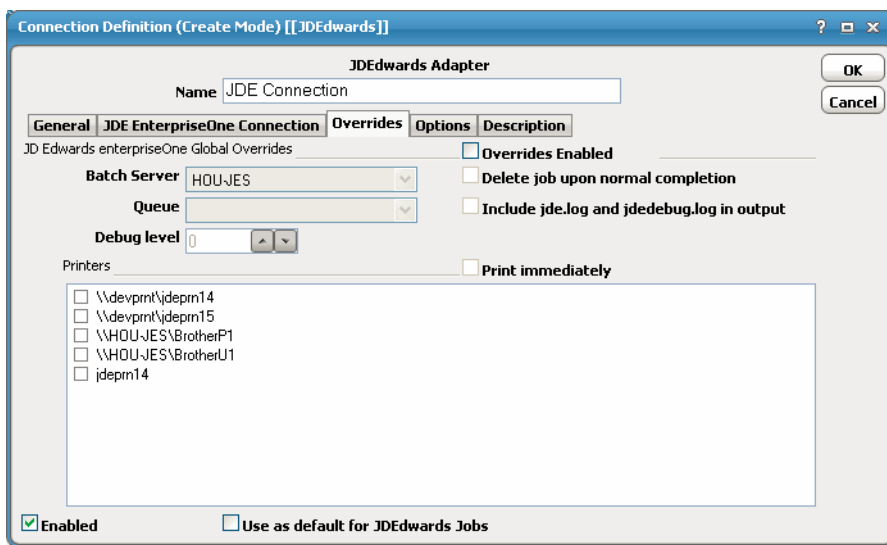 Connection Definition (Create Mode) [[JDEdwards]]
?
JDEdwards Adapter
OK
Name JDE Connection
Cancel
General JDE EnterpriseOne Connection Overrides Options Description
JD Edwards enterpriseOne Global Overrides Overrides Enabled
Batch Server HOU-JES Delete job upon normal completion
Queue Include jde.log and jdedebug.log in output
Debug level 0
Printers Print immediately
\\devprnt\jdeprn14
\\devprnt\jdeprn15
\\HOU-JES\BrotherP1
\\HOU-JES\BrotherU1
jdeprn14
Enabled Use as default for JDEdwards Jobs